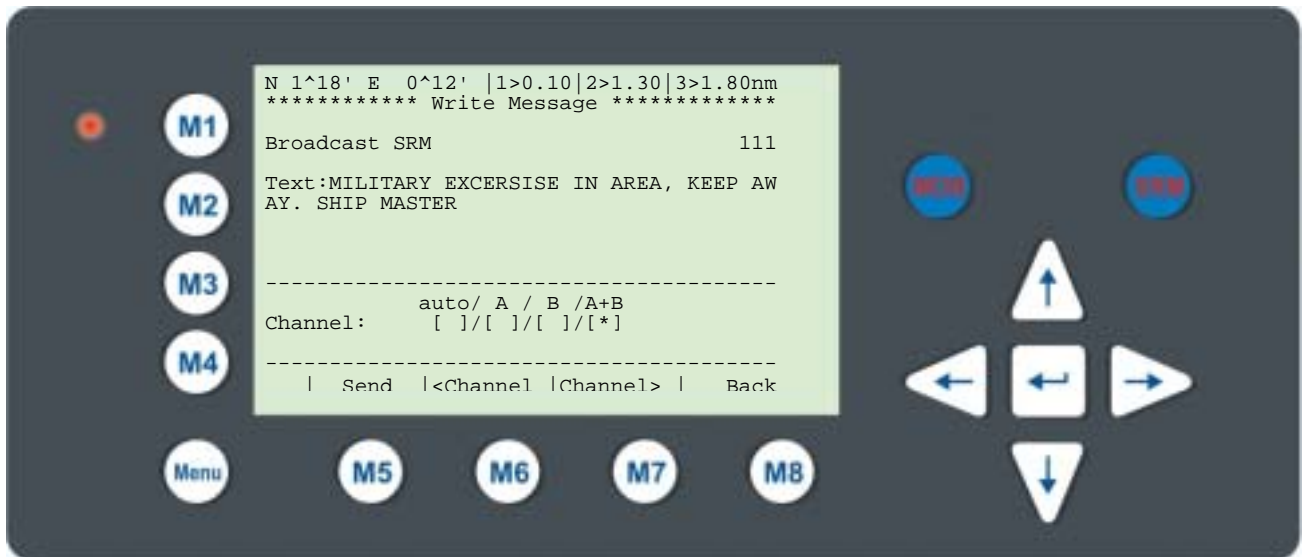 N 1^18' E 0^12' |1>0.10|2>1.30|3>1.80nm
************ Write Message *************
Broadcast SRM 111
Text:MILITARY EXCERSISE IN AREA, KEEP AW
AY. SHIP MASTER
----------------------------------------
auto/ A / B /A+B
Channel: [ ]/[ ]/[ ]/[*]
----------------------------------------
| Send |<Channel |Channel> | Back
M1
M2
M3
M4
Menu
M5 M6 M7 M8
SRM